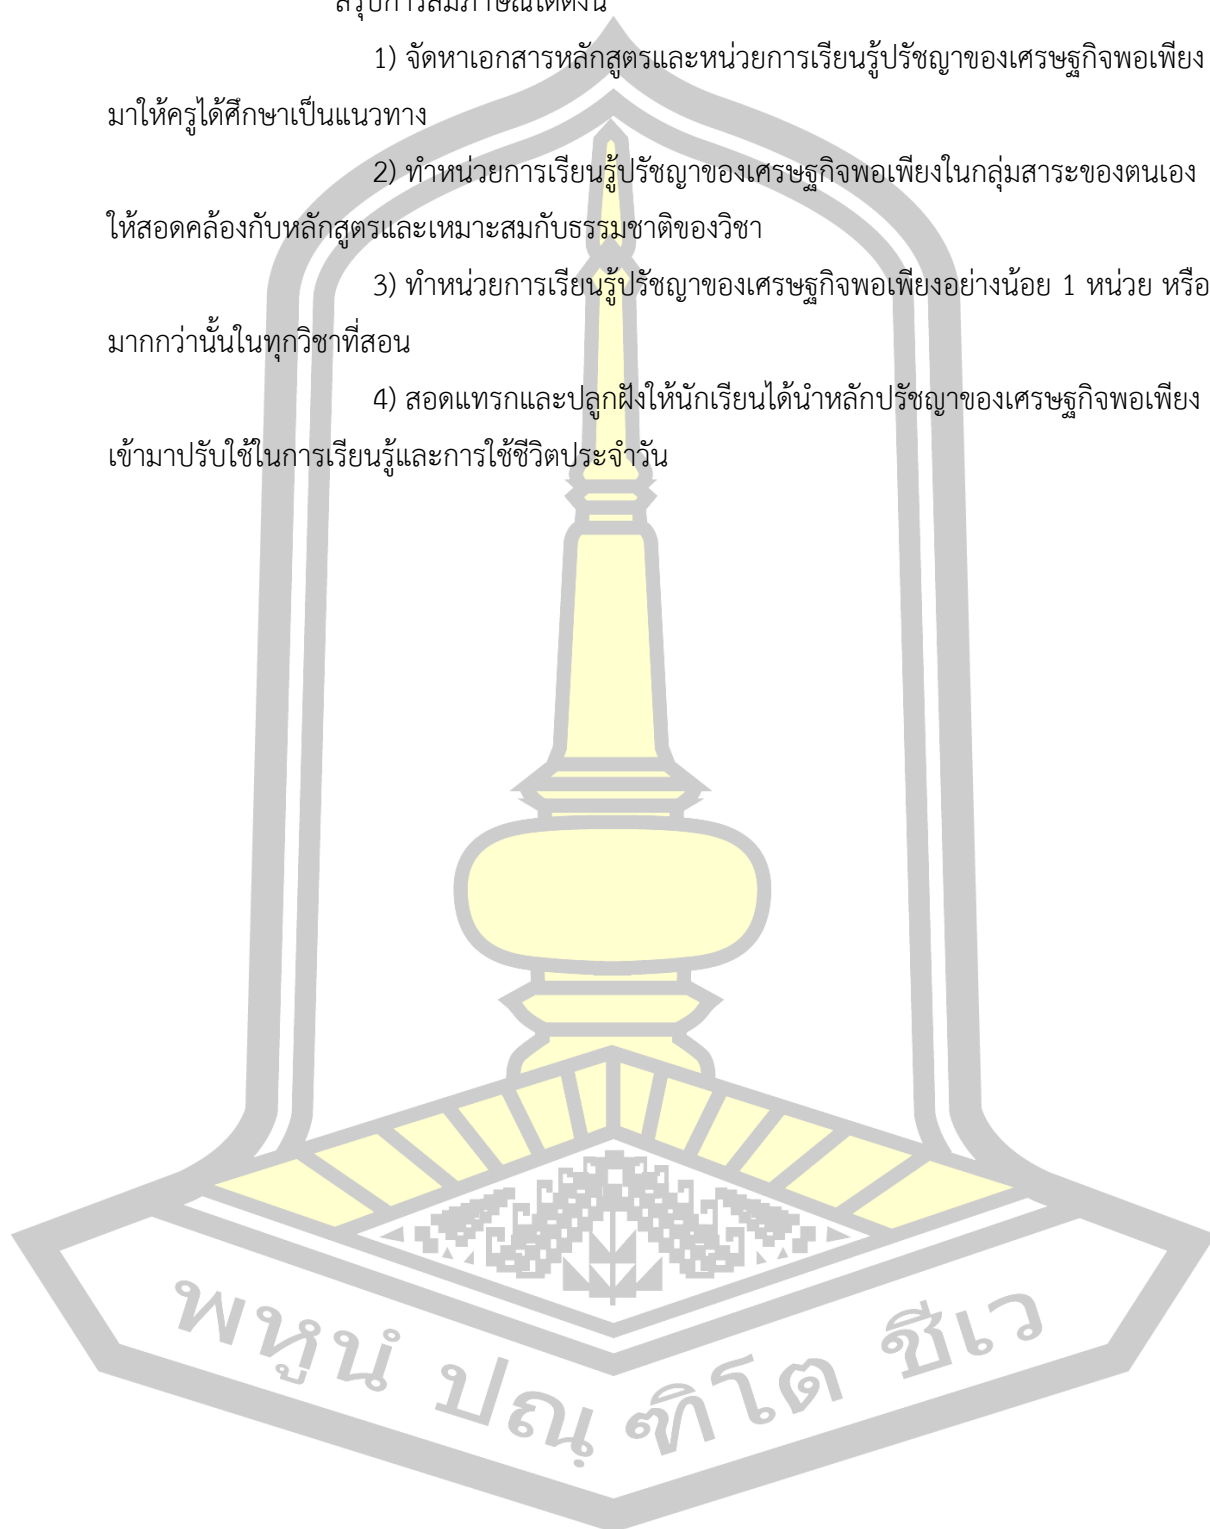 สรุปการสัมภาษณ์ได้ดังนี้
1) จัดหาเอกสารหลักสูตรและหน่วยการเรียนรู้ปรัชญาของเศรษฐกิจพอเพียง
มาให้ครูได้ศึกษาเป็นแนวทาง
2) ทำหน่วยการเรียนรู้ปรัชญาของเศรษฐกิจพอเพียงในกลุ่มสาระของตนเอง
ให้สอดคล้องกับหลักสูตรและเหมาะสมกับธรรมชาติของวิชา
3) ทำหน่วยการเรียนรู้ปรัชญาของเศรษฐกิจพอเพียงอย่างน้อย 1 หน่วย หรือ
มากกว่านั้นในทุกวิชาที่สอน
4) สอดแทรกและปลูกฝังให้นักเรียนได้นำหลักปรัชญาของเศรษฐกิจพอเพียง
เข้ามาปรับใช้ในการเรียนรู้และการใช้ชีวิตประจำวัน
พหูนํ ปณฺฑิโต ชีเว